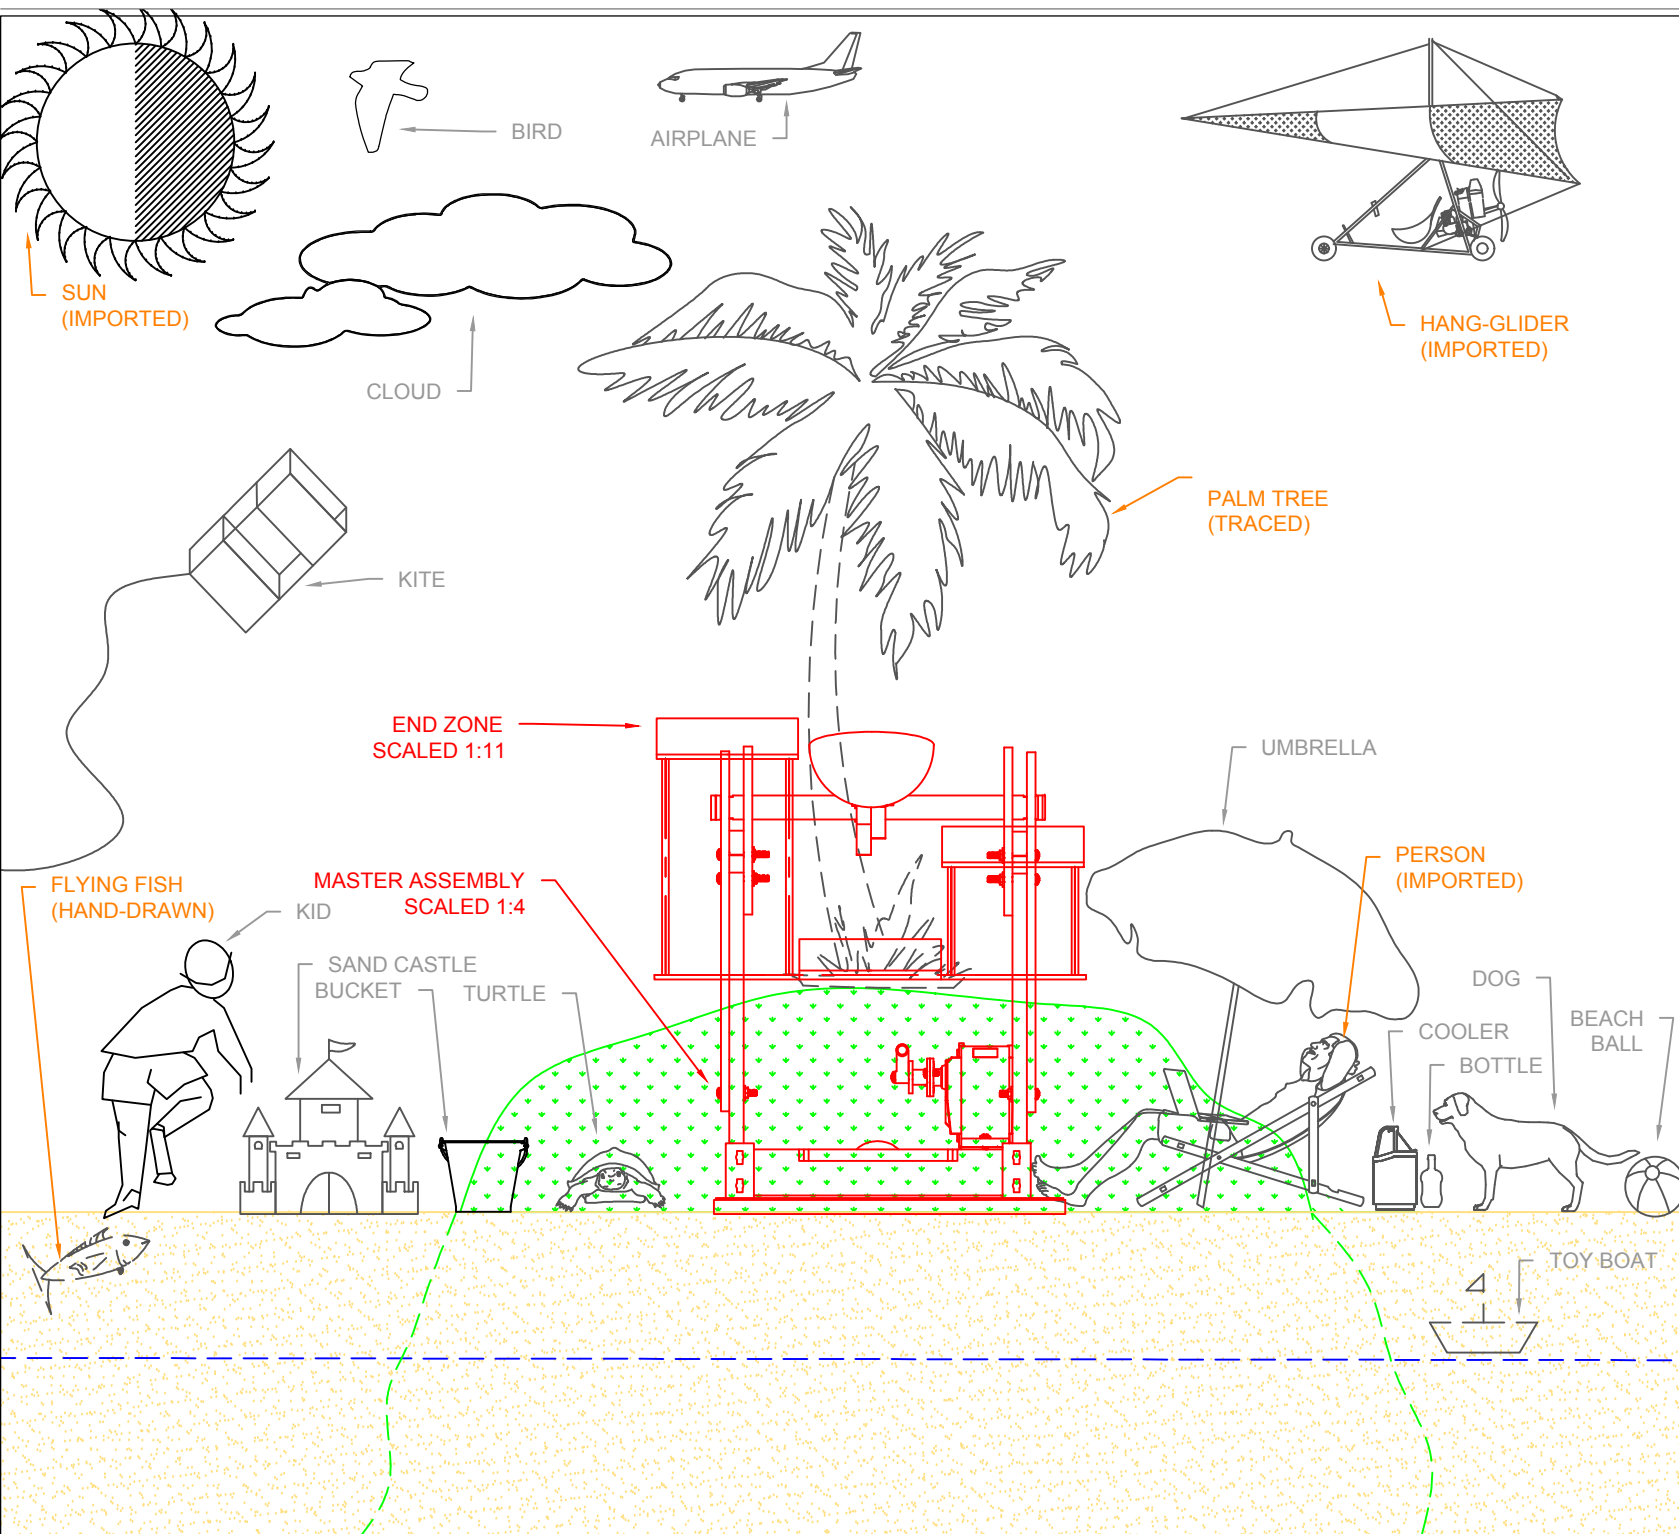 BIRD
AIRPLANE
SUN
(IMPORTED)
HANG-GLIDER
(IMPORTED)
CLOUD
PALM TREE
(TRACED)
KITE
END ZONE
SCALED 1:11
UMBRELLA
PERSON
(IMPORTED)
FLYING FISH
(HAND-DRAWN)
KID
MASTER ASSEMBLY
SCALED 1:4
SAND CASTLE
BUCKET
TURTLE
DOG
COOLER
BEACH
BALL
BOTTLE
TOY BOAT